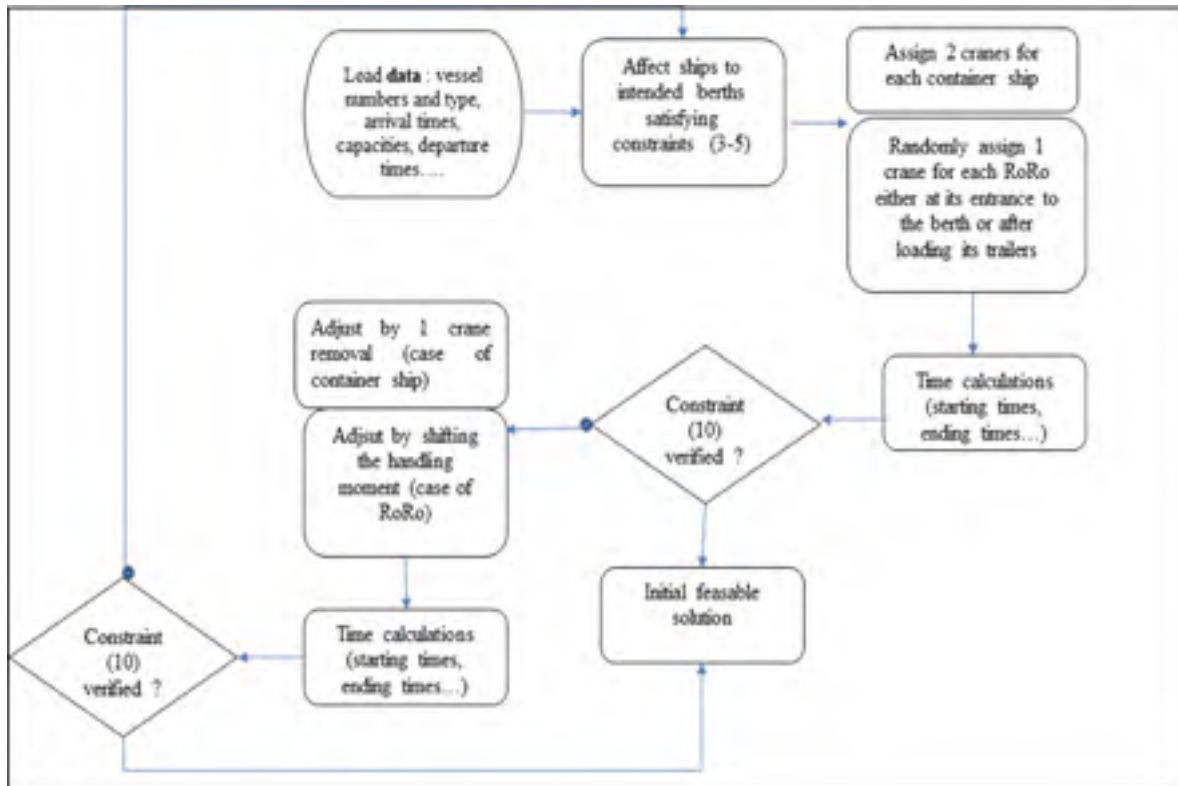 Load data : vessel
numbers and type,
arrival times,
capacities, departure
times….
Affect ships to
intended berths
satisfying
constraints (3-5)
Assign 2 cranes for
each container ship
Randomly assign 1
crane for each RoRo
either at its entrance to
the berth or after
loading its trailers
Time calculations
(starting times,
ending times…)
Constraint
(10)
verified ?
Adjust by 1 crane
removal (case of
container ship)
Adjsut by shifting
the handling
moment (case of
RoRo)
Time calculations
(starting times,
ending times…)
Constraint
(10)
verified ?
Initial feasable
solution